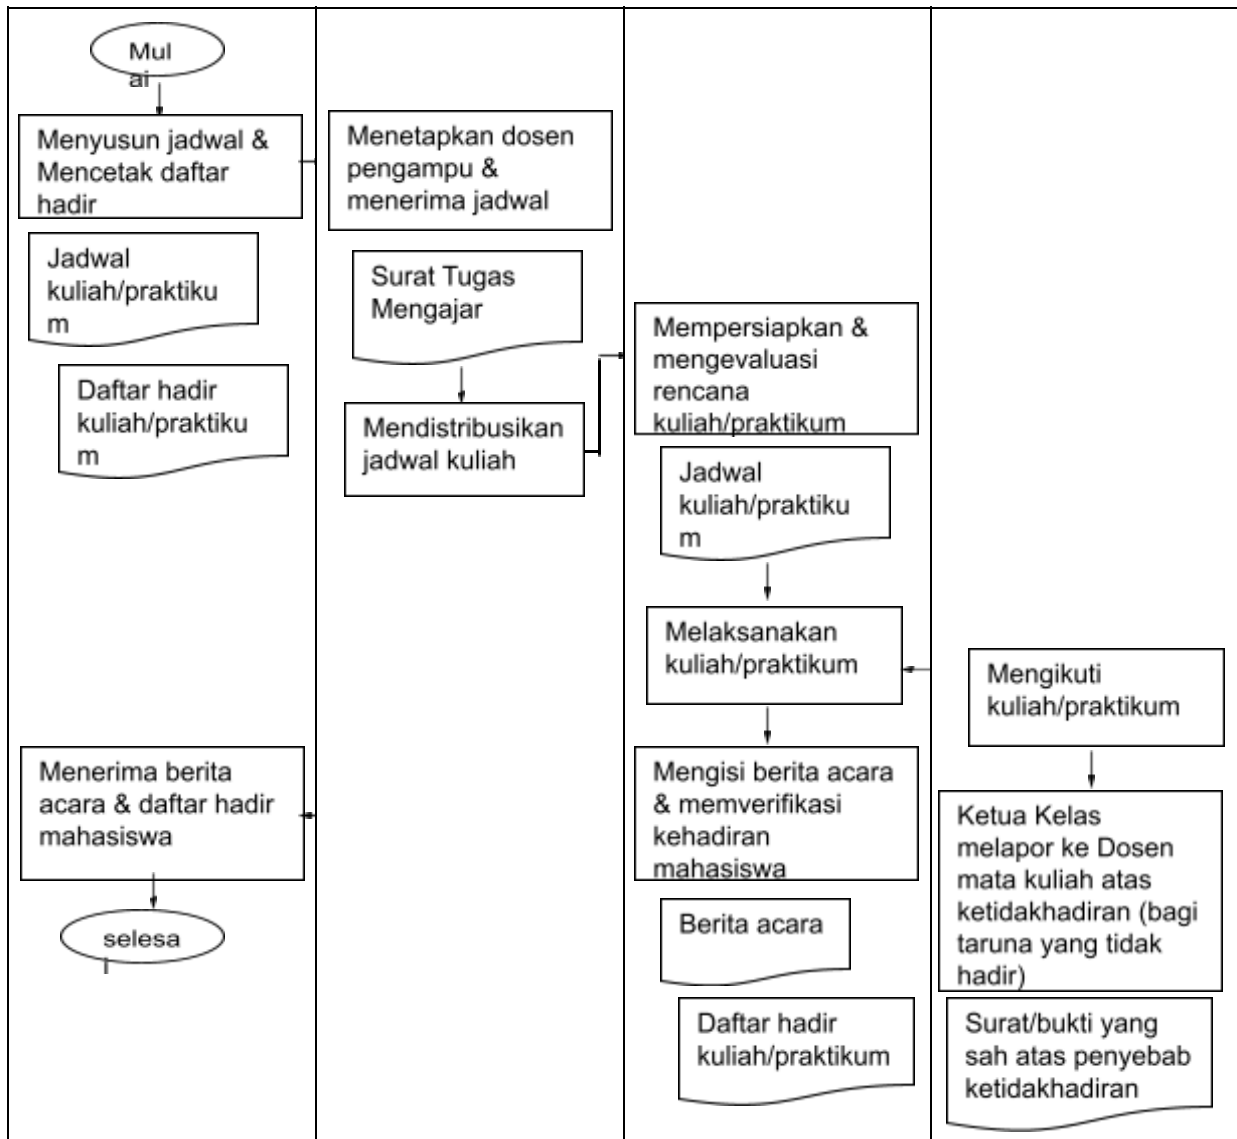 Mul
ai
Menyusun jadwal &
Mencetak daftar
hadir
Jadwal
kuliah/praktiku
m
Daftar hadir
kuliah/praktiku
m
Menerima berita
acara & daftar hadir
mahasiswa
selesa
i
Menetapkan dosen
pengampu &
menerima jadwal
Surat Tugas
Mengajar
Mendistribusikan
jadwal kuliah
Mempersiapkan &
mengevaluasi
rencana
kuliah/praktikum
Jadwal
kuliah/praktiku
m
Melaksanakan
kuliah/praktikum
Mengisi berita acara
& memverifikasi
kehadiran
mahasiswa
Berita acara
Daftar hadir
kuliah/praktikum
Mengikuti
kuliah/praktikum
Ketua Kelas
melapor ke Dosen
mata kuliah atas
ketidakhadiran (bagi
taruna yang tidak
hadir)
Surat/bukti yang
sah atas penyebab
ketidakhadiran